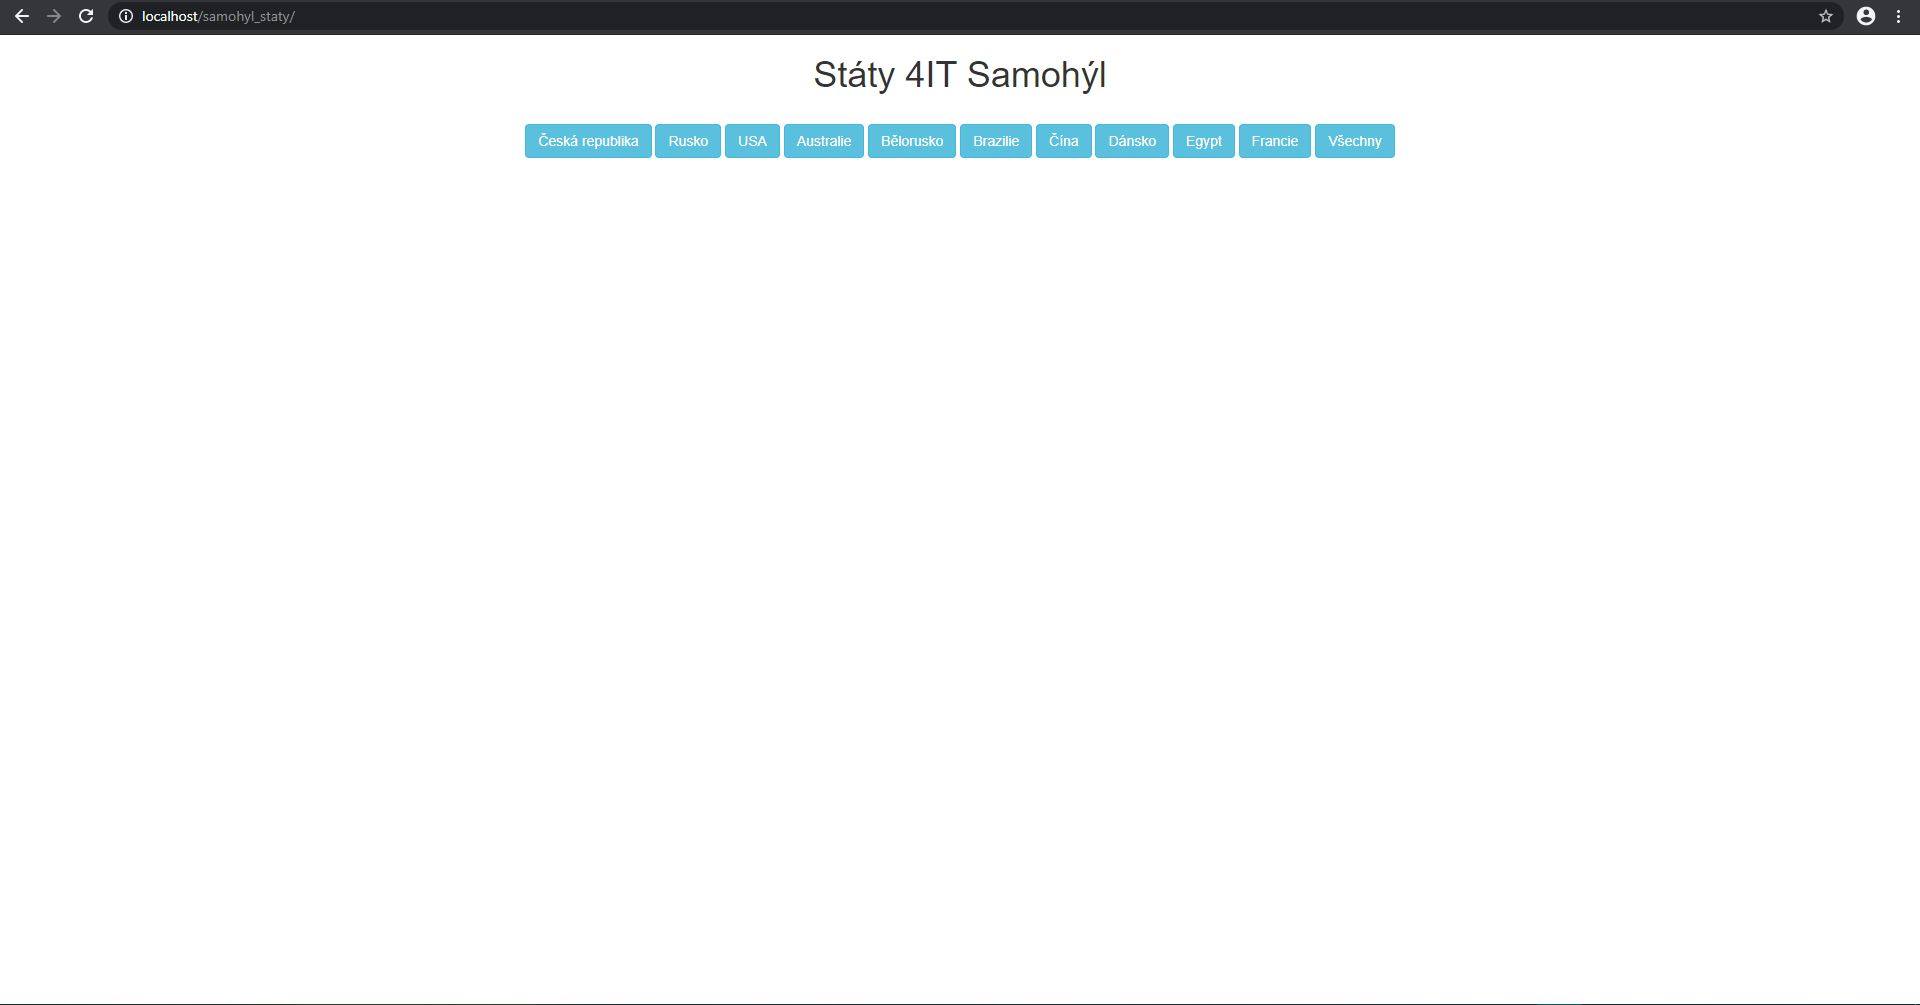 localhost/samohyl_staty/
Státy 4IT Samohýl
Česká republika Rusko USA Australie Bělorusko Brazilie Čína Dánsko Egypt Francie Všechny